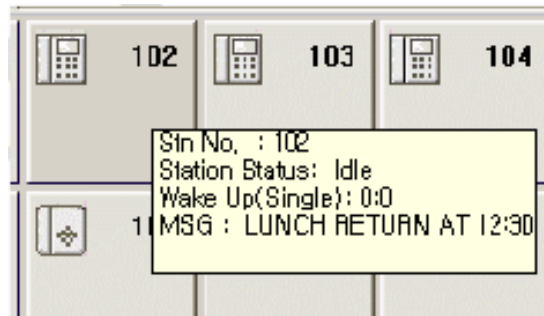 102 103 104
Stn No, : 102
Station Status: Idle
Wake Up(Single): 0:0
MSG : LUNCH RETURN AT 12:30